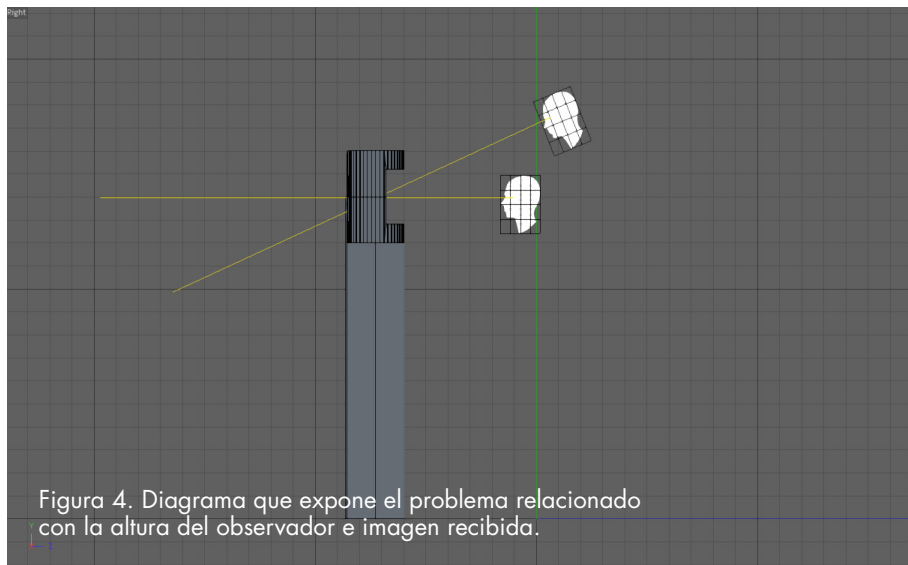 Right
Figura 4. Diagrama que expone el problema relacionado
con la altura del observador e imagen recibida.
Y